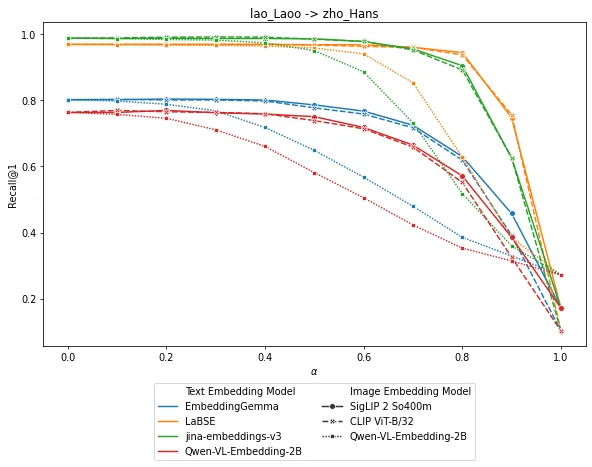 lao_Laoo -> zho_Hans
Recall@1
1.0
0.8
0.6
0.4
0.2
0.0 0.2 0.4 0.6 0.8 1.0
α
Text Embedding Model Image Embedding Model
EmbeddingGemma SigLIP 2 So400m
LaBSE CLIP ViT-B/32
jina-embeddings-v3 Qwen-VL-Embedding-2B
Qwen-VL-Embedding-2B